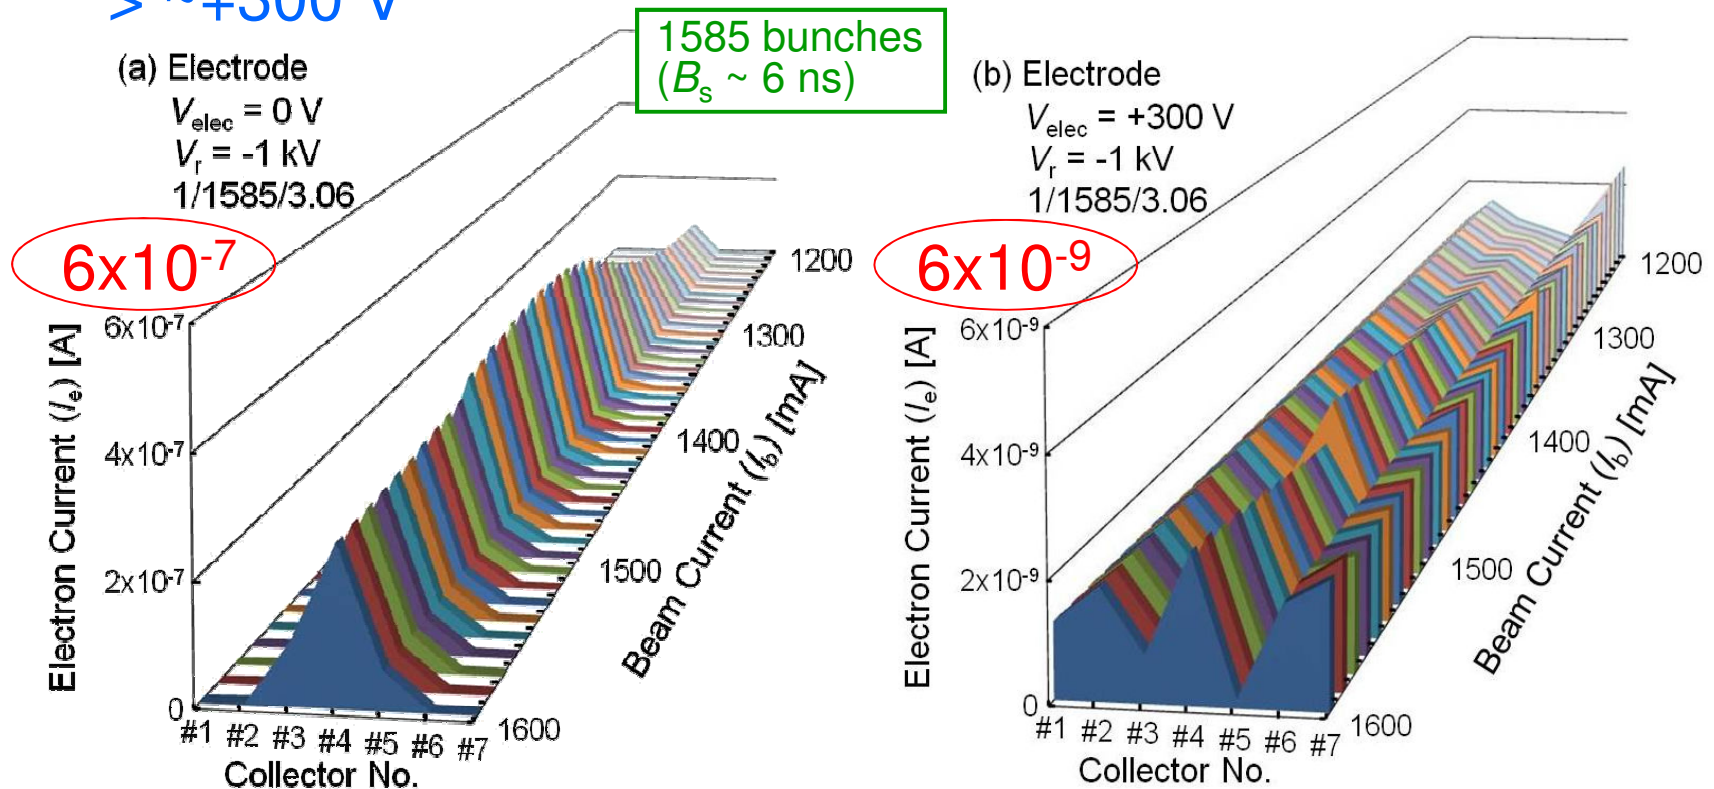 > ~+300 V
1585 bunches
(Bs ~ 6 ns)
(a) Electrode
Velec = 0 V
Vr = -1 kV
1/1585/3.06
6x10-7
6x10-7
4x10-7
2x10-7
0
Electron Current (Ie) [A]
#1 #2 #3 #4 #5 #6 #7
Collector No.
1200
1300
1400
1500
1600
Beam Current (Ib) [mA]
(b) Electrode
Velec = +300 V
Vr = -1 kV
1/1585/3.06
6x10-9
6x10-9
4x10-9
2x10-9
0
Electron Current (Ie) [A]
#1 #2 #3 #4 #5 #6 #7
Collector No.
1200
1300
1400
1500
1600
Beam Current (Ib) [mA]